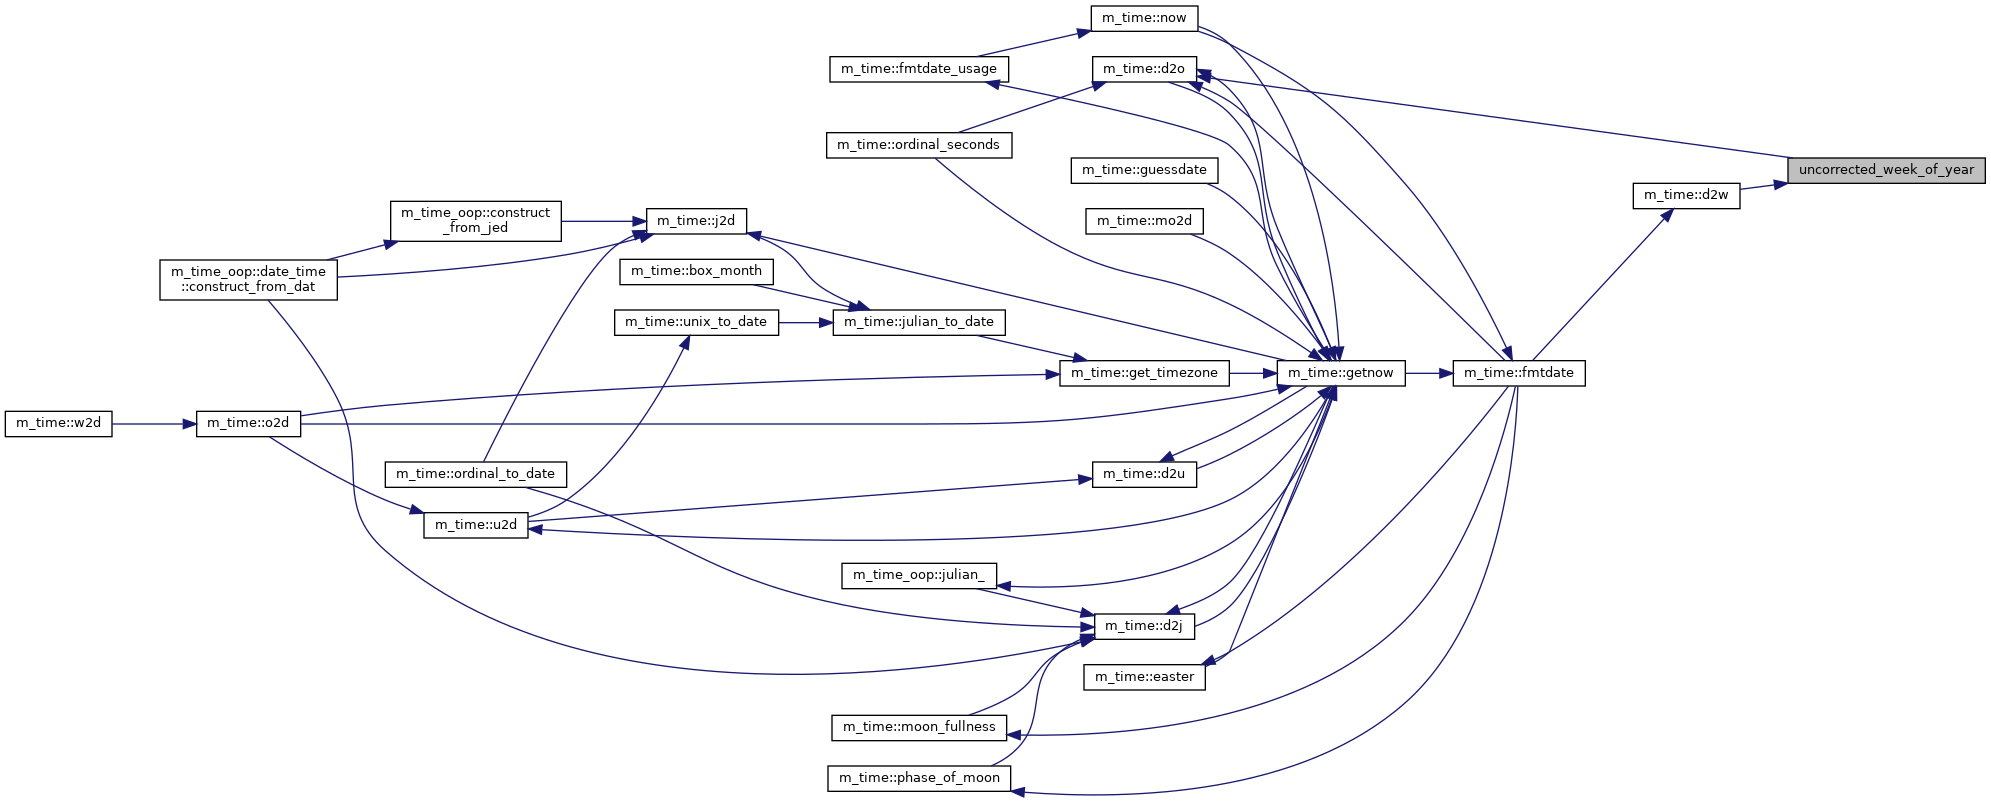 m_time::now
m_time::fmtdate_usage
m_time::d2o
m_time::ordinal_seconds
m_time::guessdate
uncorrected_week_of_year
m_time::d2w
m_time_oop::construct
_from_jed
m_time::j2d
m_time::mo2d
m_time_oop::date_time
::construct_from_dat
m_time::box_month
m_time::unix_to_date
m_time::julian_to_date
m_time::get_timezone
m_time::getnow
m_time::fmtdate
m_time::w2d
m_time::o2d
m_time::ordinal_to_date
m_time::d2u
m_time::u2d
m_time_oop::julian_
m_time::d2j
m_time::easter
m_time::moon_fullness
m_time::phase_of_moon